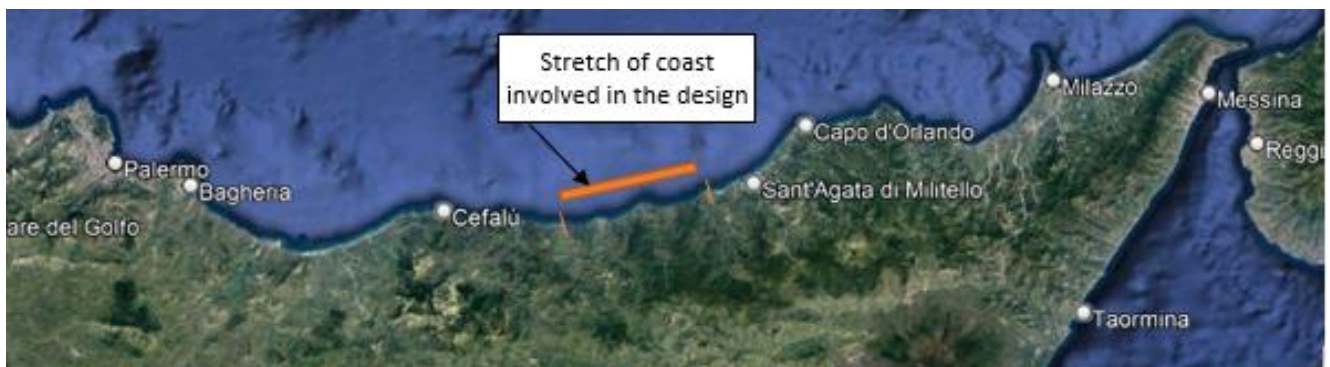 Stretch of coast
involved in the design
Milazzo
Messina
Capo d'Orlando
Reggi
Palermo
Bagheria
Sant'Agata di Militello
Cefalù
are del Golfo
Taormina